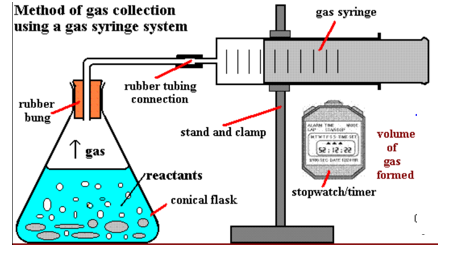 Method of gas collection
using a gas syringe system
gas syringe
rubber tubing
connection
rubber
bung
stand and clamp
gas
reactants
conical flask
stopwatch/timer
volume
of
gas
formed